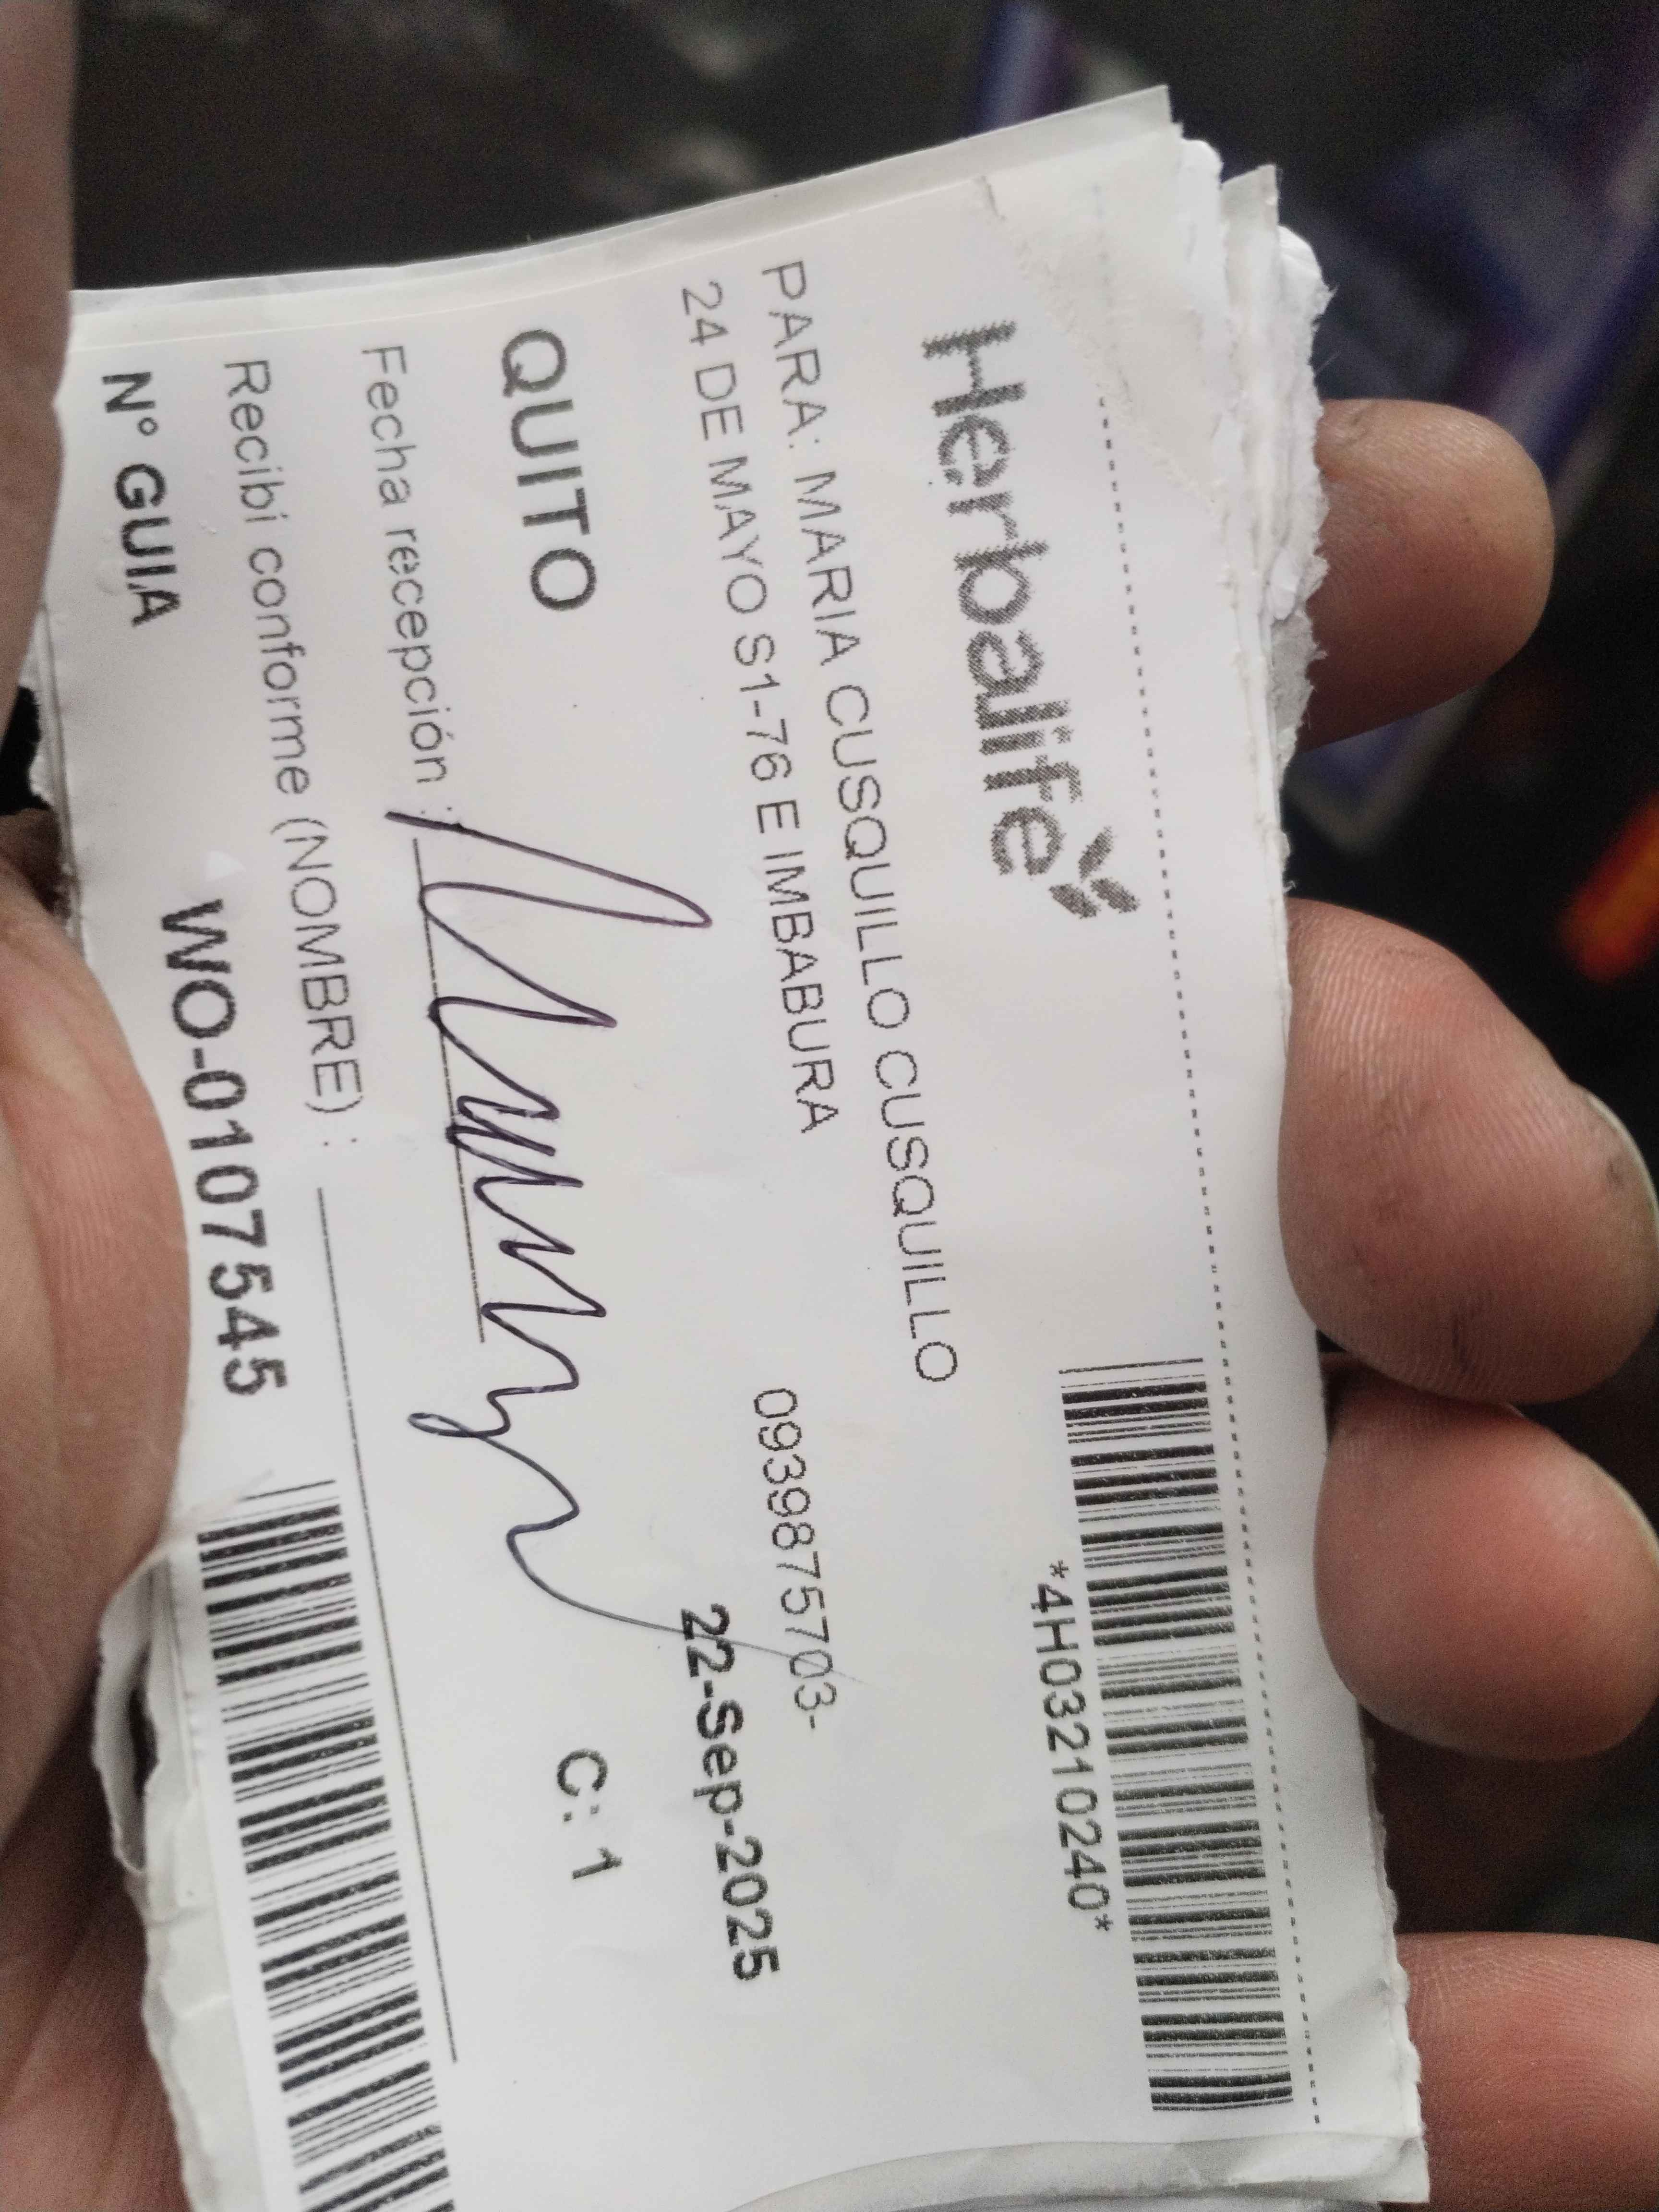 Herbalife
*4H03210240*
PARA: MARIA CUSQUILLO CUSQUILLO
24 DE MAYO S1-76 E IMBABURA
0939875703-
22-Sep-2025
QUITO
C: 1
Fecha recepción :
Recibí conforme (NOMBRE) :
N° GUIA WO-0107545